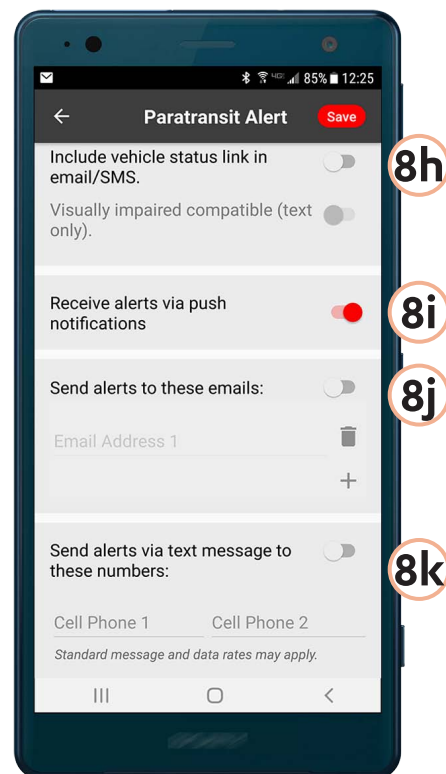 4G 85% 12:25
Paratransit Alert Save
Include vehicle status link in
email/SMS.
8h
Visually impaired compatible (text
only).
Receive alerts via push
notifications
8i
Send alerts to these emails:
8j
Email Address 1
Send alerts via text message to
these numbers:
8k
Cell Phone 1 Cell Phone 2
Standard message and data rates may apply.